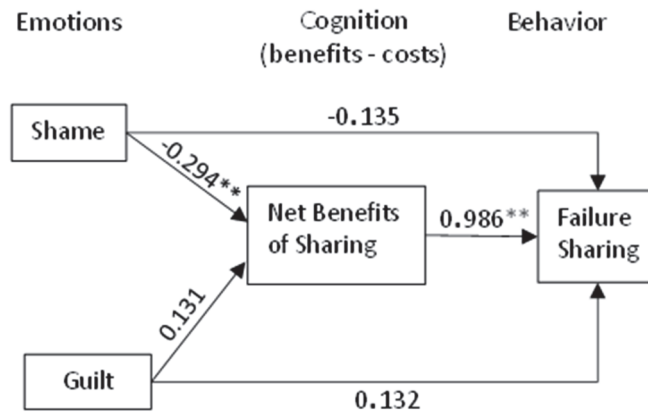 Emotions
Cognition
(benefits - costs)
Behavior
Shame
-0.135
-0.294**
Net Benefits
of Sharing
0.986**
Failure
Sharing
0.131
Guilt
0.132